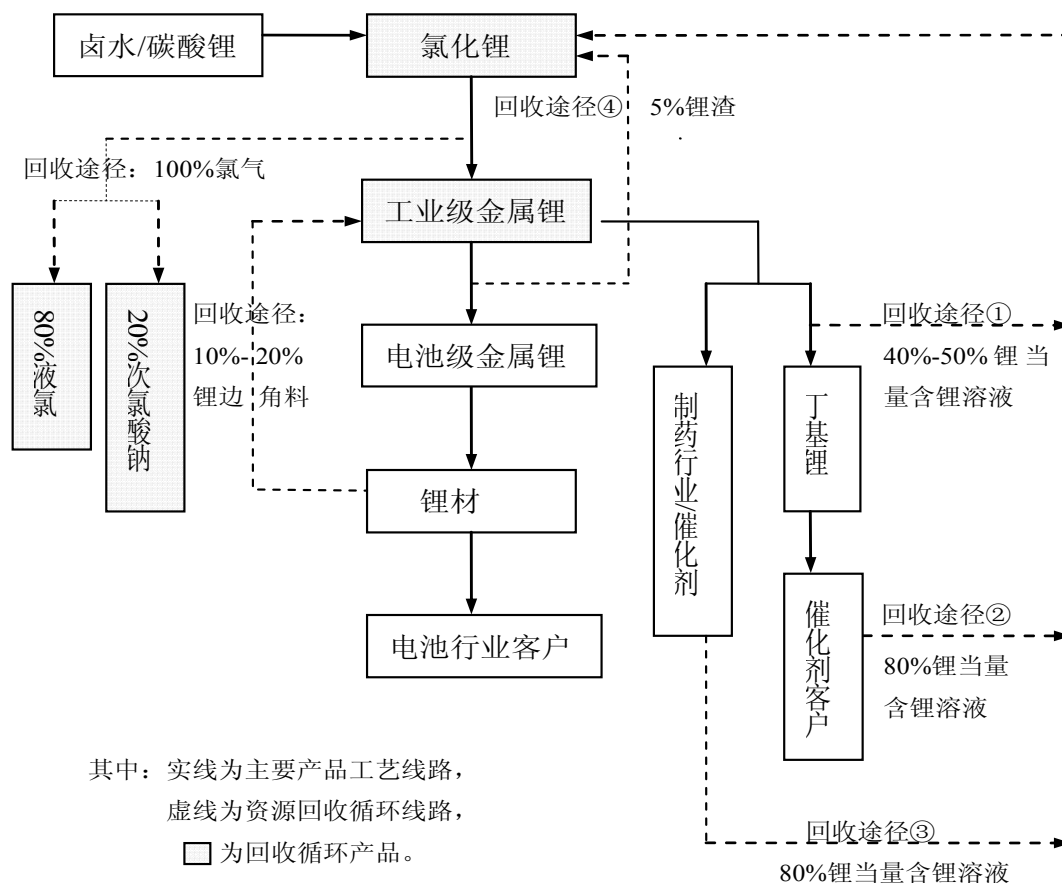 卤水/碳酸锂
氯化锂
回收途径④
5%锂渣
回收途径：100%氯气
工业级金属锂
80%液氯
20%次氯酸钠
回收途径：
10%-20%
锂边 角料
电池级金属锂
回收途径①
40%-50%锂当
量含锂溶液
制药行业/催化剂
丁基锂
锂材
催化剂客户
回收途径②
80%锂当量
含锂溶液
电池行业客户
其中：实线为主要产品工艺线路，
虚线为资源回收循环线路，
为回收循环产品。
回收途径③
80%锂当量含锂溶液